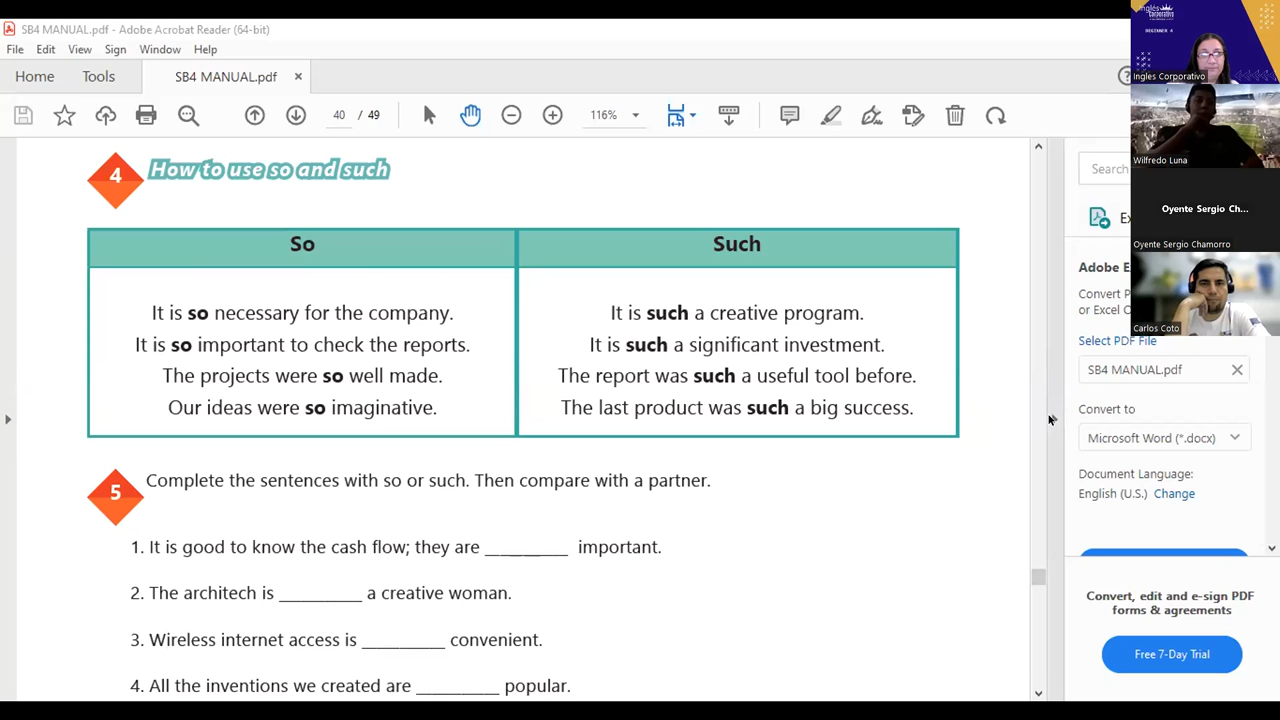 SB4 MANUAL.pdf - Adobe Acrobat Reader (64-bit)
File Edit View Sign Window Help
Home Tools SB4 MANUAL.pdf ×
40 / 49 116%
4 How to use so and such
So Such
It is so necessary for the company. It is such a creative program.
It is so important to check the reports. It is such a significant investment.
The projects were so well made. The report was such a useful tool before.
Our ideas were so imaginative. The last product was such a big success.
5 Complete the sentences with so or such. Then compare with a partner.
1. It is good to know the cash flow; they are ________ important.
2. The architech is ________ a creative woman.
3. Wireless internet access is ________ convenient.
4. All the inventions we created are ________ popular.
Inglés
Corporativo
BEGINNER 4
Ingles Corporativo
Wilfredo Luna
Oyente Sergio Ch...
Oyente Sergio Chamorro
Carlos Coto
Search
Adobe E
Convert P
or Excel
Select PDF File
SB4 MANUAL.pdf
Convert to
Microsoft Word (*.docx)
Document Language:
English (U.S.) Change
Convert, edit and e-sign PDF
forms & agreements
Free 7-Day Trial